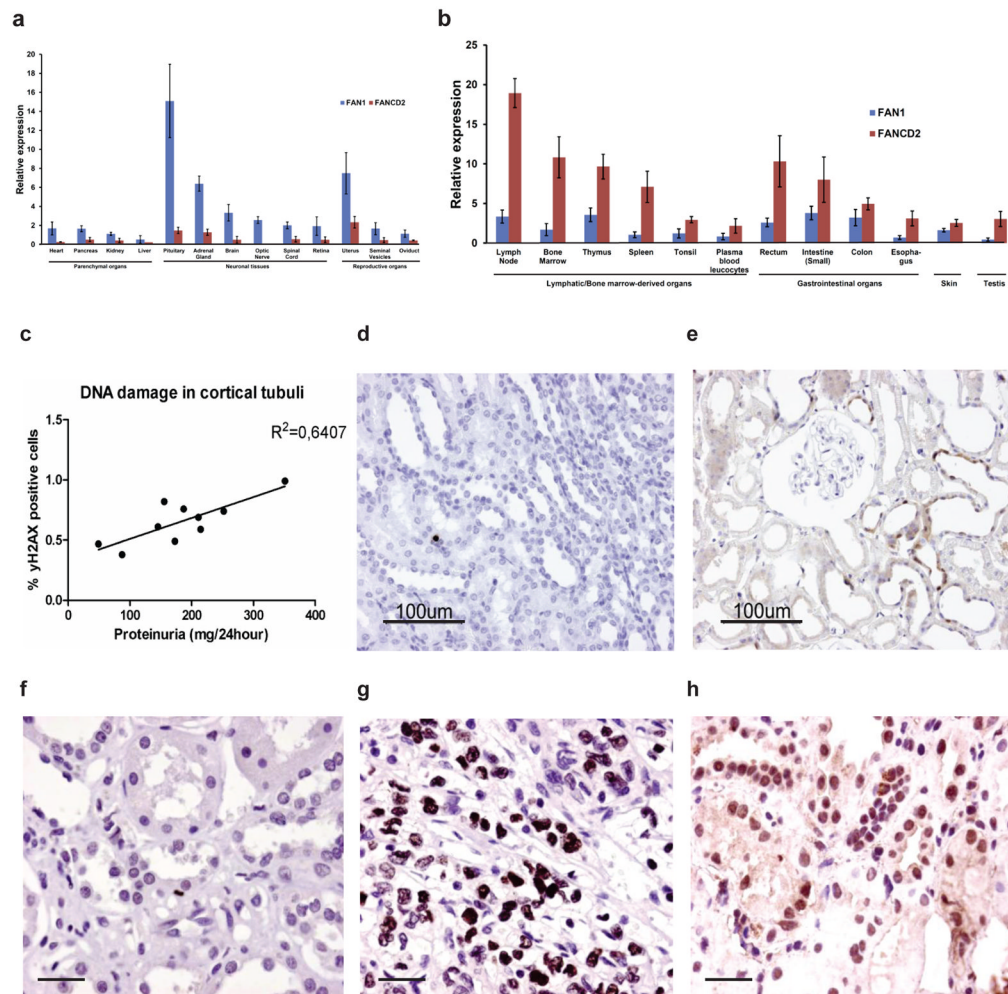 a
Relative expression
20
18
16
14
12
10
8
6
4
2
0
FAN1
FANCD2
Heart
Pancreas
Kidney
Liver
Pituitary
Adrenal
Gland
Brain
Optic
Nerve
Spinal
Cord
Retina
Uterus
Seminal
Vesicles
Oviduct
Parenchymal organs
Neuronal tissues
Reproductive organs
b
Relative expression
25
20
15
10
5
0
FAN1
FANCD2
Lymph
Node
Bone
Marrow
Thymus
Spleen
Tonsil
Plasma
blood
leucocytes
Rectum
Intestine
(Small)
Colon
Esopha-
gus
Lymphatic/Bone marrow-derived organs
Gastrointestinal organs
Skin
Testis
c
DNA damage in cortical tubuli
R²=0,6407
% yH2AX positive cells
1.5
1.0
0.5
0.0
0
100
200
300
400
Proteinuria (mg/24hour)
d
100um
e
100um
f
g
h